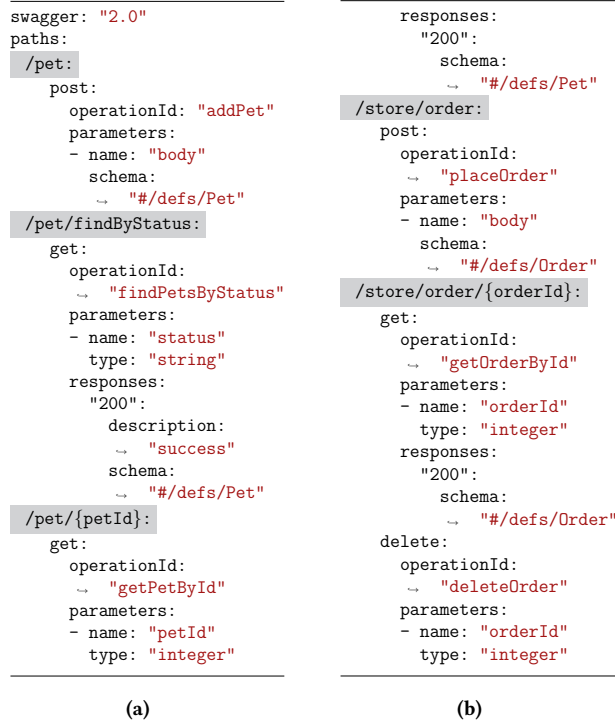 swagger: "2.0"
paths:
/pet:
post:
operationId: "addPet"
parameters:
- name: "body"
schema:
↪ "#/defs/Pet"
/pet/findByStatus:
get:
operationId:
↪ "findPetsByStatus"
parameters:
- name: "status"
type: "string"
responses:
"200":
description:
↪ "success"
schema:
↪ "#/defs/Pet"
/pet/{petId}:
get:
operationId:
↪ "getPetById"
parameters:
- name: "petId"
type: "integer"
(a)
responses:
"200":
schema:
↪ "#/defs/Pet"
/store/order:
post:
operationId:
↪ "placeOrder"
parameters:
- name: "body"
schema:
↪ "#/defs/Order"
/store/order/{orderId}:
get:
operationId:
↪ "getOrderById"
parameters:
- name: "orderId"
type: "integer"
responses:
"200":
schema:
↪ "#/defs/Order"
delete:
operationId:
↪ "deleteOrder"
parameters:
- name: "orderId"
type: "integer"
(b)